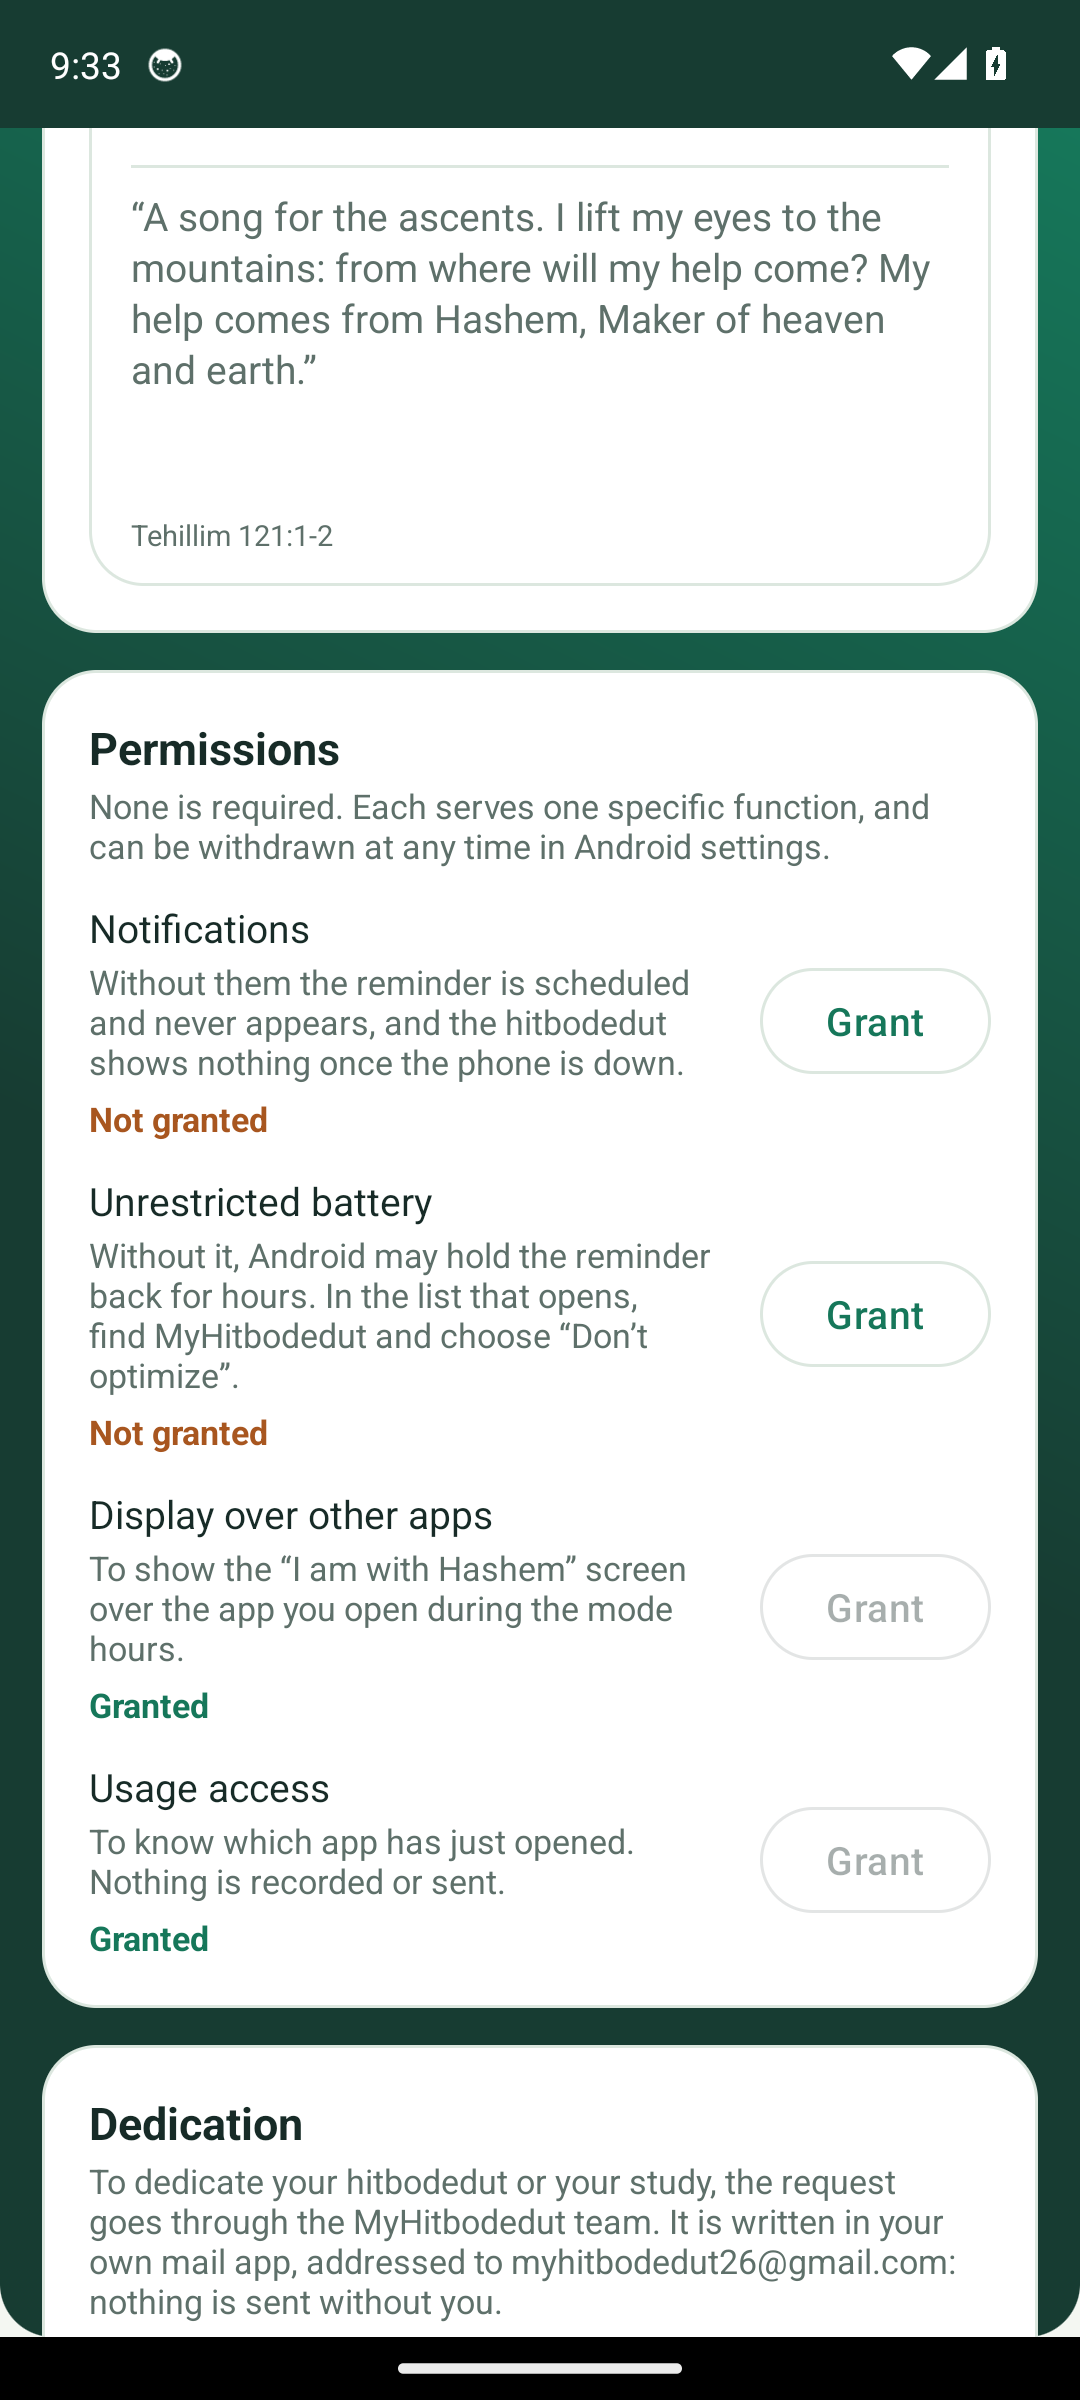 9:33
“A song for the ascents. I lift my eyes to the
mountains: from where will my help come? My
help comes from Hashem, Maker of heaven
and earth.”
Tehillim 121:1-2
Permissions
None is required. Each serves one specific function, and
can be withdrawn at any time in Android settings.
Notifications
Without them the reminder is scheduled
and never appears, and the hitbodedut
shows nothing once the phone is down.
Grant
Not granted
Unrestricted battery
Without it, Android may hold the reminder
back for hours. In the list that opens,
find MyHitbodedut and choose “Don’t
optimize”.
Grant
Not granted
Display over other apps
To show the “I am with Hashem” screen
over the app you open during the mode
hours.
Grant
Granted
Usage access
To know which app has just opened.
Nothing is recorded or sent.
Grant
Granted
Dedication
To dedicate your hitbodedut or your study, the request
goes through the MyHitbodedut team. It is written in your
own mail app, addressed to myhitbodedut26@gmail.com:
nothing is sent without you.